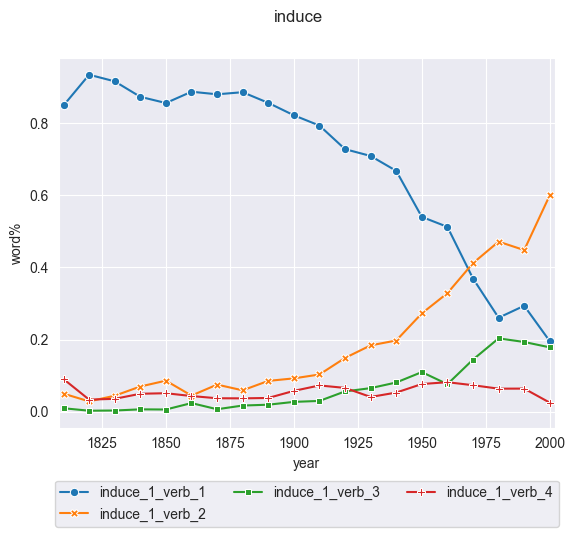 induce
0.8
0.6
0.4
0.2
0.0
word%
1825 1850 1875 1900 1925 1950 1975 2000
year
induce_1_verb_1 induce_1_verb_3 induce_1_verb_4
induce_1_verb_2